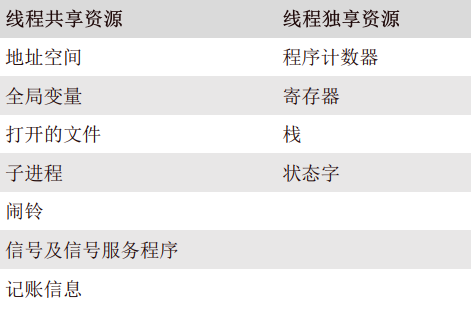 线程共享资源 线程独享资源
地址空间 程序计数器
全局变量 寄存器
打开的文件 栈
子进程 状态字
闹铃
信号及信号服务程序
记账信息